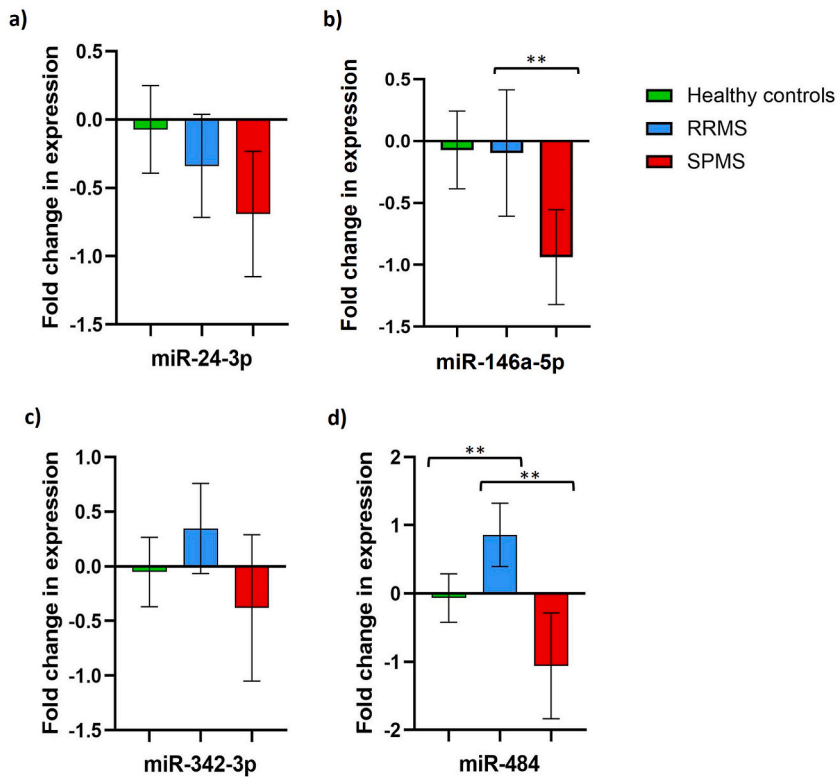 a)
Fold change in expression
0.5
0.0
-0.5
-1.0
-1.5
miR-24-3p
b)
Fold change in expression
**
0.5
0.0
-0.5
-1.0
-1.5
miR-146a-5p
Healthy controls
RRMS
SPMS
c)
Fold change in expression
1.0
0.5
0.0
-0.5
-1.0
-1.5
miR-342-3p
d)
Fold change in expression
**
**
2
1
0
-1
-2
miR-484